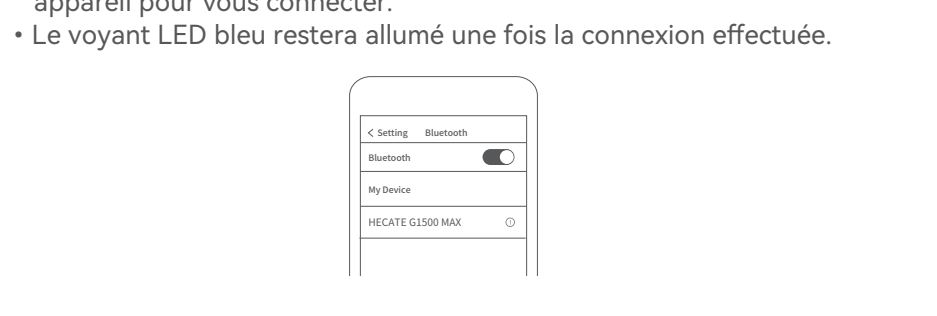 appareil pour vous connecter.
• Le voyant LED bleu restera allumé une fois la connexion effectuée.
< Setting Bluetooth
Bluetooth
My Device
HECATE G1500 MAX